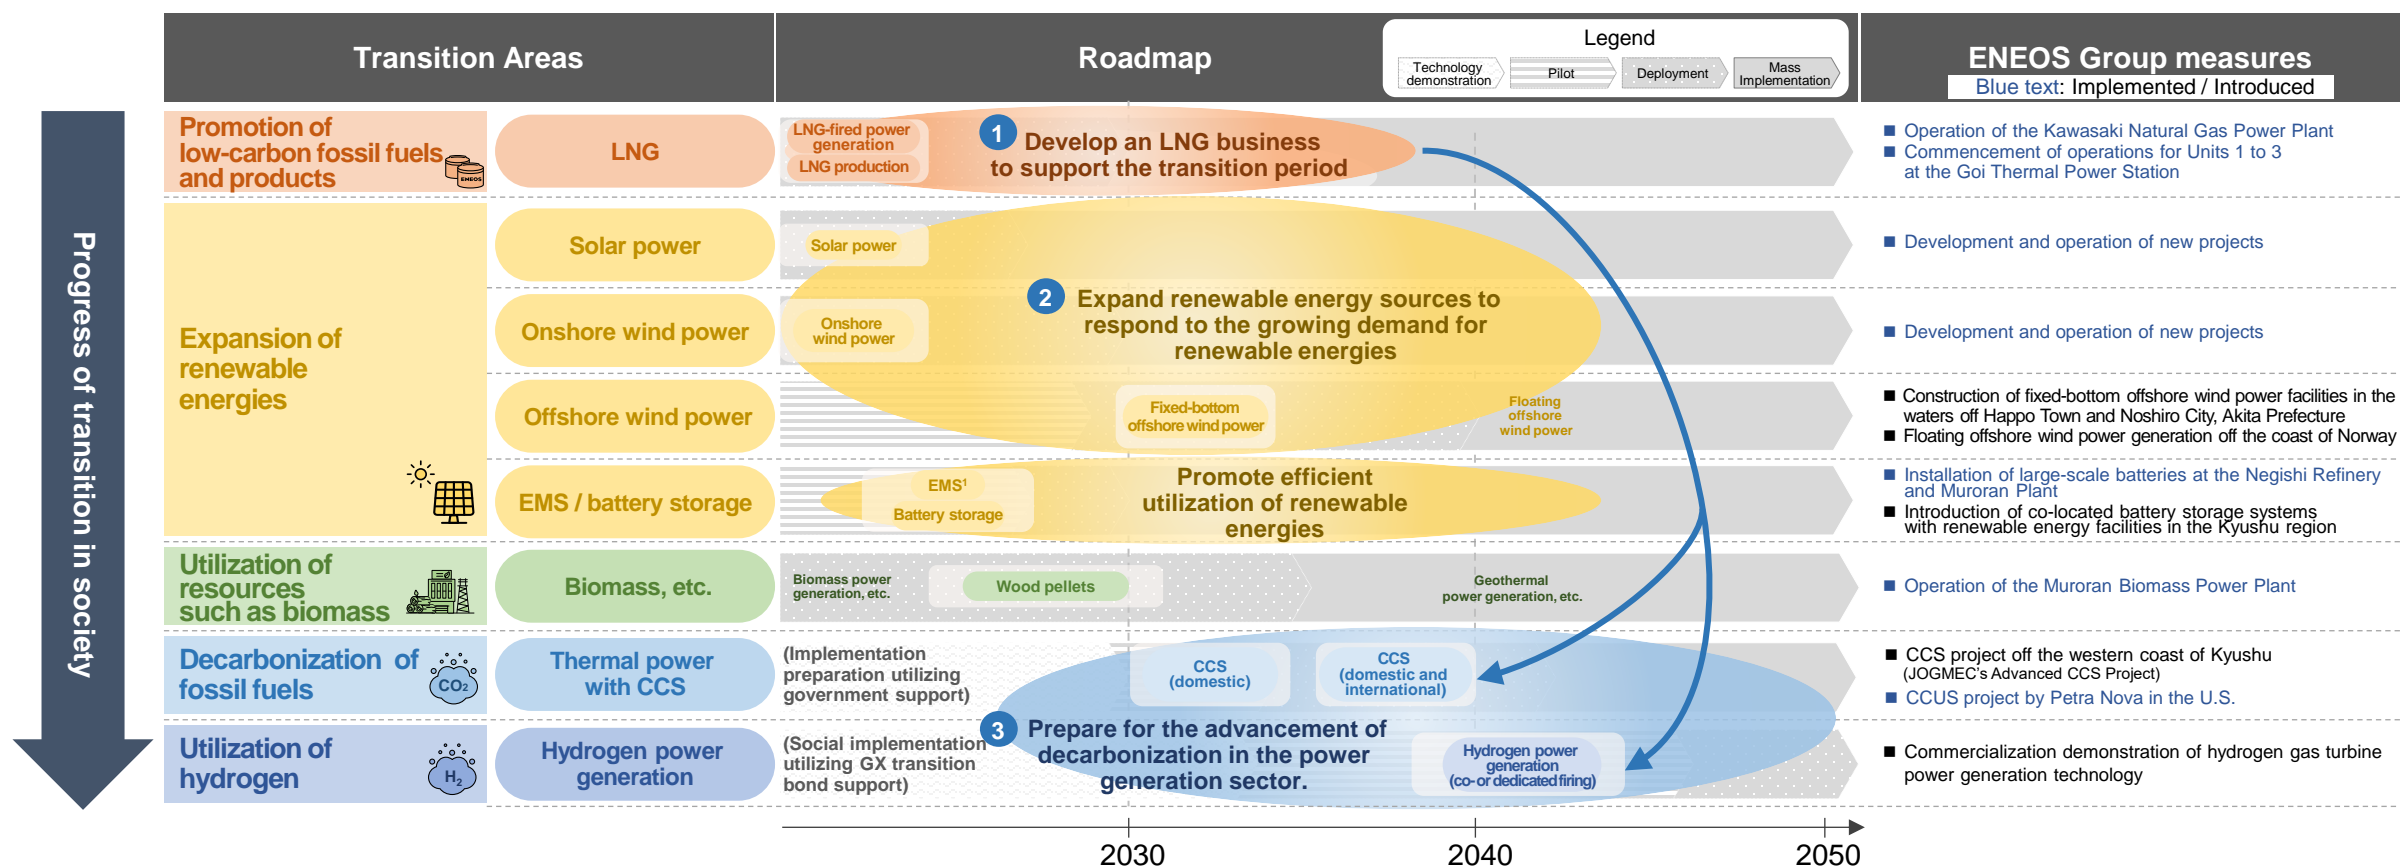 Transition Areas
Roadmap
Legend
Technology
demonstration
Pilot
Deployment
Mass
Implementation
ENEOS Group measures
Blue text: Implemented / Introduced
Progress of transition in society
Promotion of
low-carbon fossil fuels
and products
ENEOS
LNG
LNG-fired power
generation
LNG production
1
Develop an LNG business
to support the transition period
■ Operation of the Kawasaki Natural Gas Power Plant
■ Commencement of operations for Units 1 to 3
at the Goi Thermal Power Station
Expansion of
renewable
energies
Solar power
Solar power
■ Development and operation of new projects
2
Expand renewable energy sources to
respond to the growing demand for
renewable energies
Onshore wind power
Onshore
wind power
■ Development and operation of new projects
Offshore wind power
Fixed-bottom
offshore wind power
Floating
offshore
wind power
■ Construction of fixed-bottom offshore wind power facilities in the
waters off Happo Town and Noshiro City, Akita Prefecture
■ Floating offshore wind power generation off the coast of Norway
EMS / battery storage
EMS¹
Battery storage
Promote efficient
utilization of renewable
energies
■ Installation of large-scale batteries at the Negishi Refinery
and Muroran Plant
■ Introduction of co-located battery storage systems
with renewable energy facilities in the Kyushu region
Utilization of
resources
such as biomass
Biomass, etc.
Biomass power
generation, etc.
Wood pellets
Geothermal
power generation, etc.
■ Operation of the Muroran Biomass Power Plant
Decarbonization of
fossil fuels
CO₂
Thermal power
with CCS
(Implementation
preparation utilizing
government support)
CCS
(domestic)
CCS
(domestic and
international)
■ CCS project off the western coast of Kyushu
(JOGMEC's Advanced CCS Project)
■ CCUS project by Petra Nova in the U.S.
3
Prepare for the advancement of
decarbonization in the power
generation sector.
Utilization of
hydrogen
H₂
Hydrogen power
generation
(Social implementation
utilizing GX transition
bond support)
Hydrogen power
generation
(co- or dedicated firing)
■ Commercialization demonstration of hydrogen gas turbine
power generation technology
2030
2040
2050